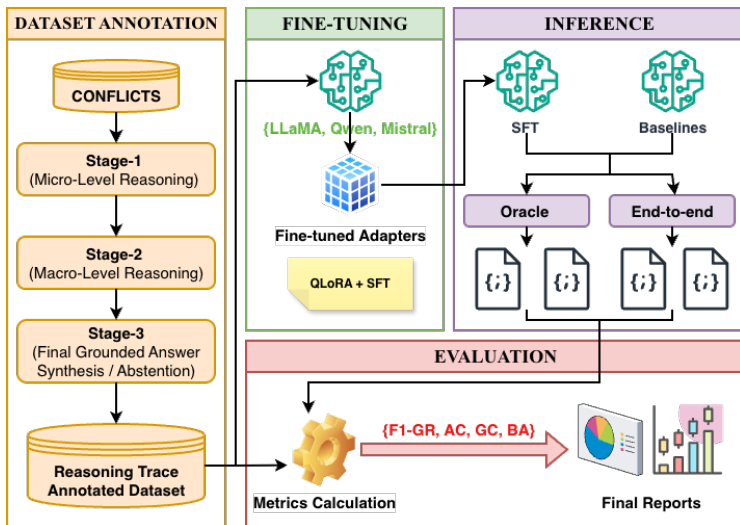 DATASET ANNOTATION
CONFLICTS
Stage-1
(Micro-Level Reasoning)
Stage-2
(Macro-Level Reasoning)
Stage-3
(Final Grounded Answer
Synthesis / Abstention)
Reasoning Trace
Annotated Dataset
FINE-TUNING
{LLaMA, Qwen, Mistral}
Fine-tuned Adapters
QLoRA + SFT
INFERENCE
SFT
Baselines
Oracle
End-to-end
{;}
{;}
{;}
{;}
EVALUATION
{F1-GR, AC, GC, BA}
Metrics Calculation
Final Reports